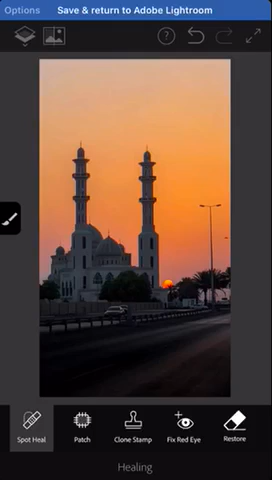 Options Save & return to Adobe Lightroom
Spot Heal Patch Clone Stamp Fix Red Eye Restore
Healing